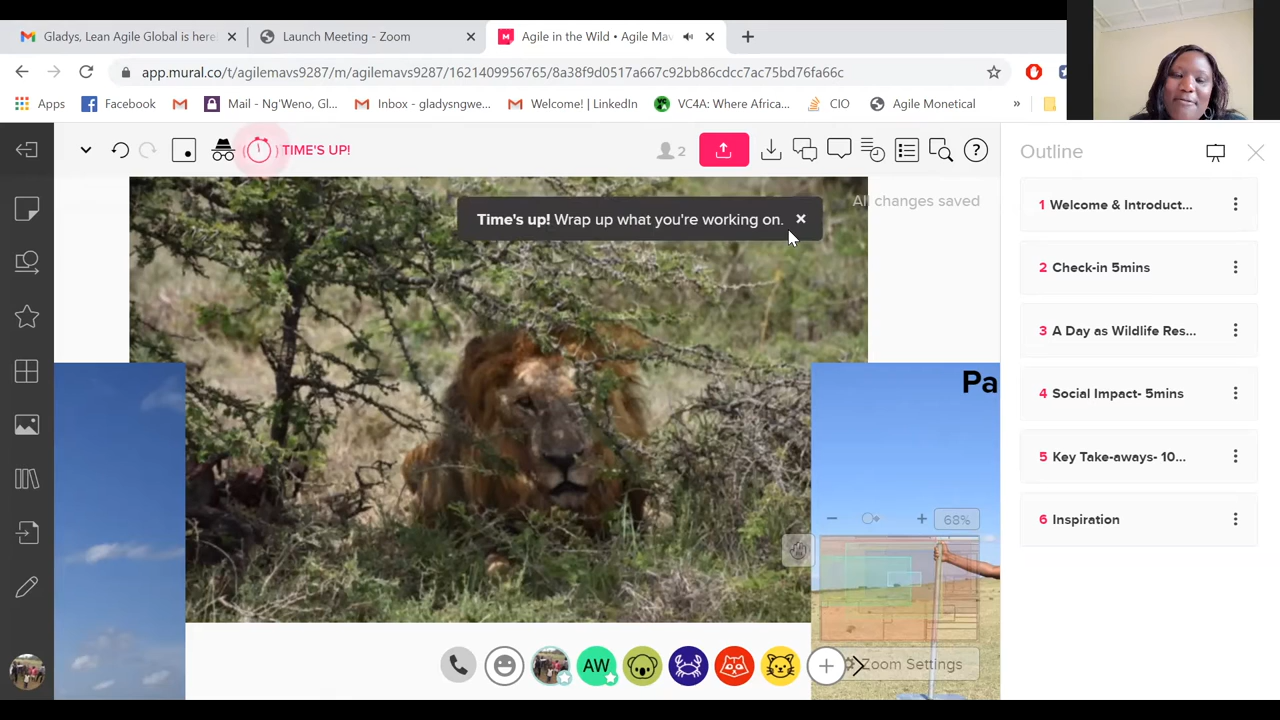 Gladys, Lean Agile Global is here
Launch Meeting - Zoom
Agile in the Wild • Agile Mav
app.mural.co/t/agilemavs9287/m/agilemavs9287/1621409956765/8a38f9d0517a667c92bb86cdcc7ac75bd76fa66c
Apps
Facebook
Mail - Ng'Weno, Gl...
Inbox - gladysngwe...
Welcome! | LinkedIn
VC4A: Where Africa...
CIO
Agile Monetical
»
TIME'S UP!
2
Outline
Time's up! Wrap up what you're working on.
All changes saved
1 Welcome & Introduct...
2 Check-in 5mins
3 A Day as Wildlife Res...
4 Social Impact- 5mins
5 Key Take-aways- 10...
6 Inspiration
Pa
68%
AW
Zoom Settings